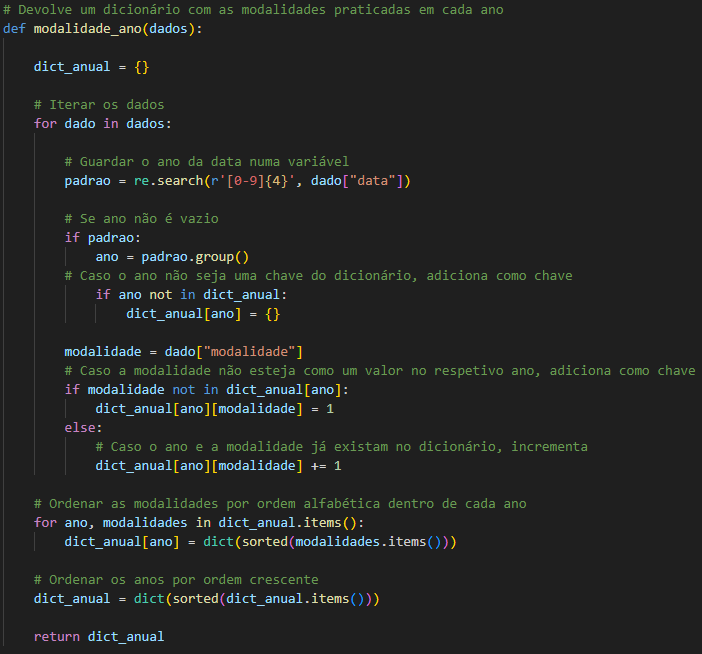 # Devolve um dicionário com as modalidades praticadas em cada ano
def modalidade_ano(dados):
    dict_anual = {}
    # Iterar os dados
    for dado in dados:
        # Guardar o ano da data numa variável
        padrao = re.search(r'[0-9]{4}', dado["data"])
        # Se ano não é vazio
        if padrao:
            ano = padrao.group()
        # Caso o ano não seja uma chave do dicionário, adiciona como chave
            if ano not in dict_anual:
                dict_anual[ano] = {}
        modalidade = dado["modalidade"]
        # Caso a modalidade não esteja como um valor no respetivo ano, adiciona como chave
        if modalidade not in dict_anual[ano]:
            dict_anual[ano][modalidade] = 1
        else:
            # Caso o ano e a modalidade já existam no dicionário, incrementa
            dict_anual[ano][modalidade] += 1
    # Ordenar as modalidades por ordem alfabética dentro de cada ano
    for ano, modalidades in dict_anual.items():
        dict_anual[ano] = dict(sorted(modalidades.items()))
    # Ordenar os anos por ordem crescente
    dict_anual = dict(sorted(dict_anual.items()))
    return dict_anual